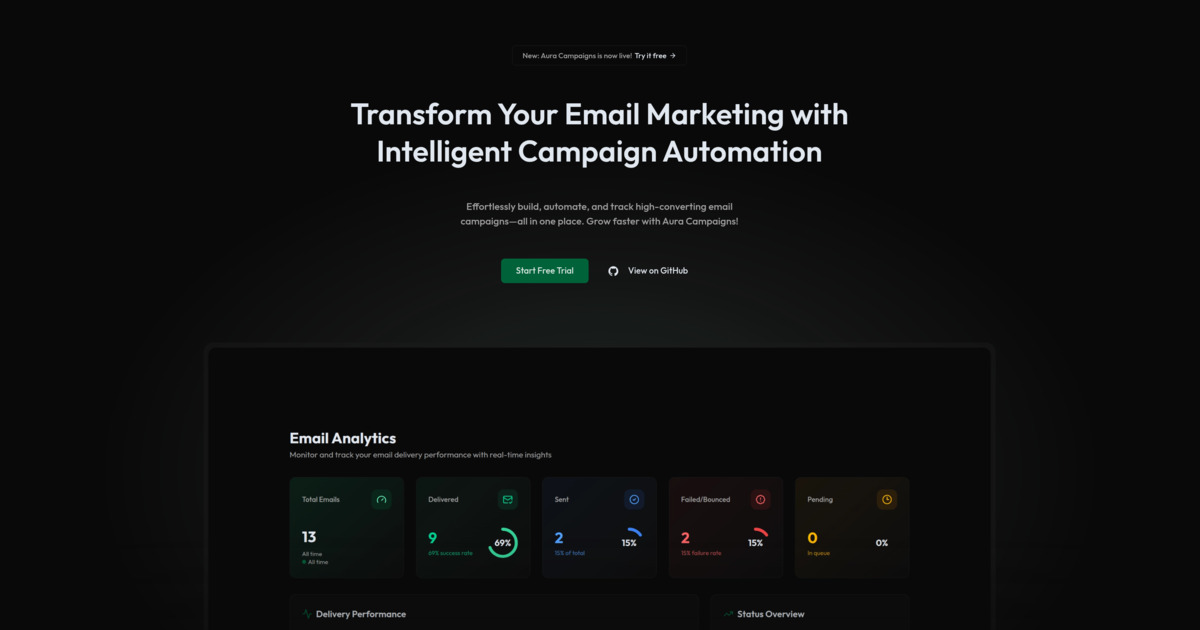 New: Aura Campaigns is now live! Try it free →
Transform Your Email Marketing with
Intelligent Campaign Automation
Effortlessly build, automate, and track high-converting email
campaigns—all in one place. Grow faster with Aura Campaigns!
Start Free Trial
View on GitHub
Email Analytics
Monitor and track your email delivery performance with real-time insights
Total Emails
13
All time
All time
Delivered
9
69% success rate
69%
Sent
2
15% of total
15%
Failed/Bounced
2
15% failure rate
15%
Pending
0
In queue
0%
Delivery Performance
Status Overview